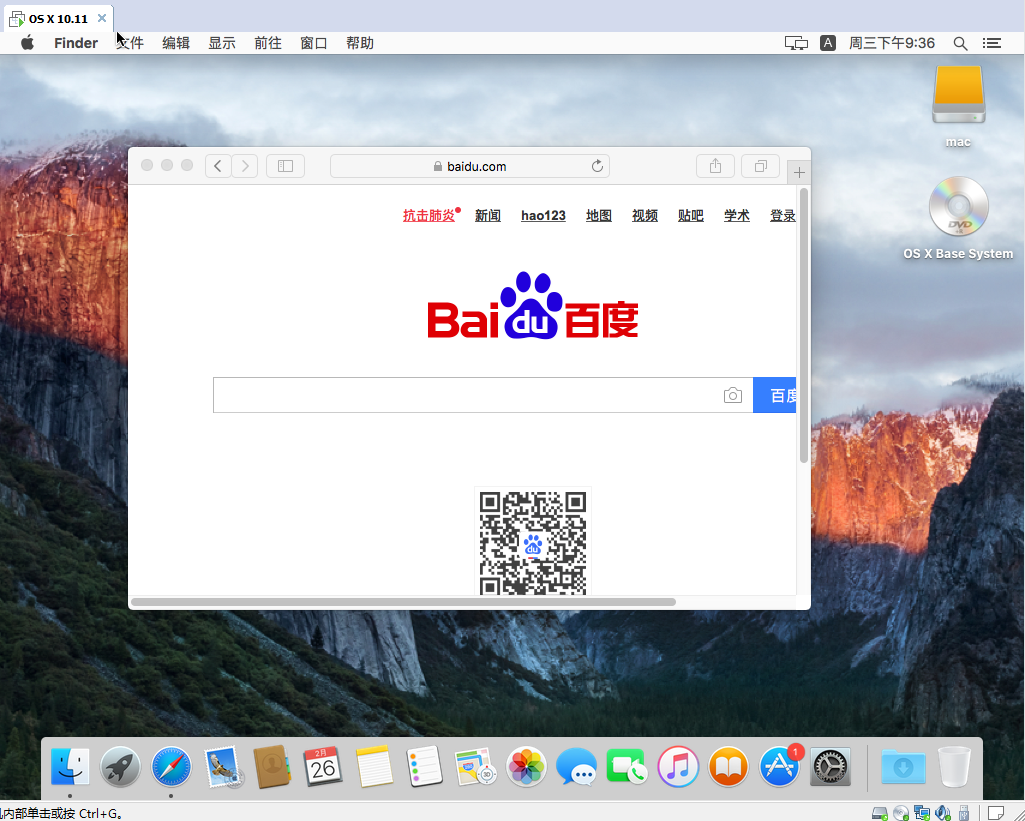 OS X 10.11
Finder 文件 编辑 显示 前往 窗口 帮助 A 周三下午9:36
mac
baidu.com
抗击肺炎 新闻 hao123 地图 视频 贴吧 学术 登录
OS X Base System
DVD
Bai du 百度
百度
du
2月
26
30
1
内部单击或按 Ctrl+G。